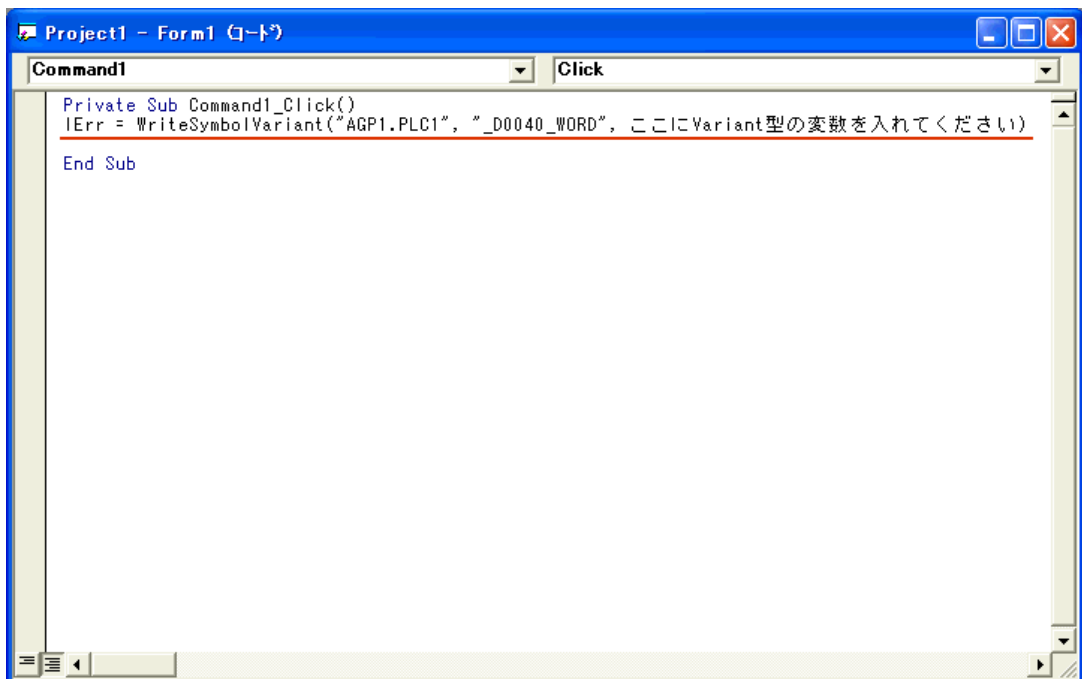 Project1 - Form1 (コード)
Command1
Click
Private Sub Command1_Click()
lErr = WriteSymbolVariant("AGP1.PLC1", "_D0040_WORD", ここにVariant型の変数を入れてください)
End Sub